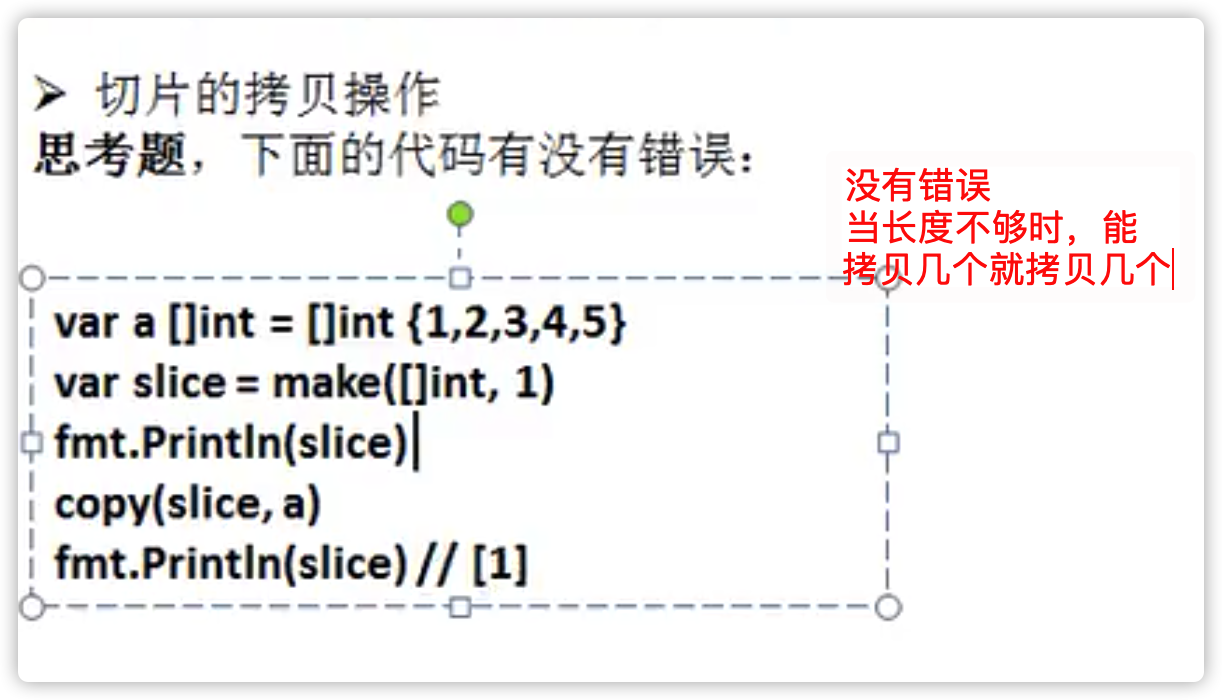 ➢ 切片的拷贝操作
思考题，下面的代码有没有错误：
没有错误
当长度不够时，能
拷贝几个就拷贝几个
var a []int = []int {1,2,3,4,5}
var slice = make([]int, 1)
fmt.Println(slice)
copy(slice, a)
fmt.Println(slice) // [1]